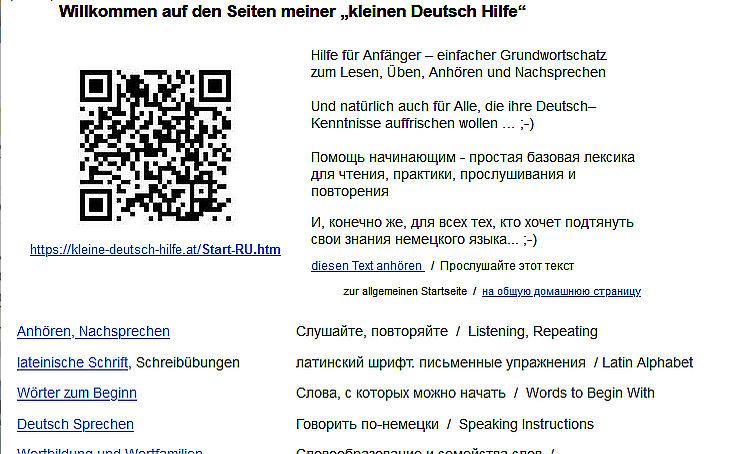 Willkommen auf den Seiten meiner „kleinen Deutsch Hilfe“
Hilfe für Anfänger – einfacher Grundwortschatz
zum Lesen, Üben, Anhören und Nachsprechen
Und natürlich auch für Alle, die ihre Deutsch–
Kenntnisse auffrischen wollen ... ;-)
Помощь начинающим - простая базовая лексика
для чтения, практики, прослушивания и
повторения
И, конечно же, для всех тех, кто хочет подтянуть
свои знания немецкого языка... ;-)
https://kleine-deutsch-hilfe.at/Start-RU.htm
diesen Text anhören / Прослушайте этот текст
zur allgemeinen Startseite / на общую домашнюю страницу
Anhören, Nachsprechen Слушайте, повторяйте / Listening, Repeating
lateinische Schrift, Schreibübungen латинский шрифт. письменные упражнения / Latin Alphabet
Wörter zum Beginn Слова, с которых можно начать / Words to Begin With
Deutsch Sprechen Говорить по-немецки / Speaking Instructions
Wortbildung und Wortfamilien Словообразование и семейства слов /